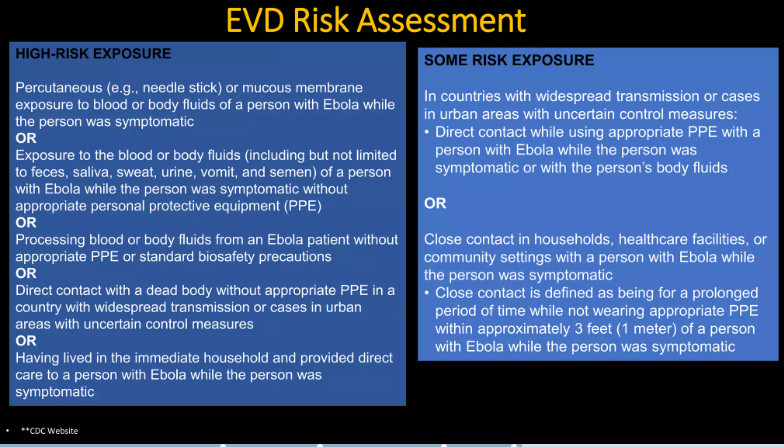 EVD Risk Assessment
HIGH-RISK EXPOSURE
Percutaneous (e.g., needle stick) or mucous membrane
exposure to blood or body fluids of a person with Ebola while
the person was symptomatic
OR
Exposure to the blood or body fluids (including but not limited
to feces, saliva, sweat, urine, vomit, and semen) of a person
with Ebola while the person was symptomatic without
appropriate personal protective equipment (PPE)
OR
Processing blood or body fluids from an Ebola patient without
appropriate PPE or standard biosafety precautions
OR
Direct contact with a dead body without appropriate PPE in a
country with widespread transmission or cases in urban
areas with uncertain control measures
OR
Having lived in the immediate household and provided direct
care to a person with Ebola while the person was
symptomatic
SOME RISK EXPOSURE
In countries with widespread transmission or cases
in urban areas with uncertain control measures:
• Direct contact while using appropriate PPE with a
person with Ebola while the person was
symptomatic or with the person's body fluids
OR
Close contact in households, healthcare facilities, or
community settings with a person with Ebola while
the person was symptomatic
• Close contact is defined as being for a prolonged
period of time while not wearing appropriate PPE
within approximately 3 feet (1 meter) of a person
with Ebola while the person was symptomatic
• **CDC Website